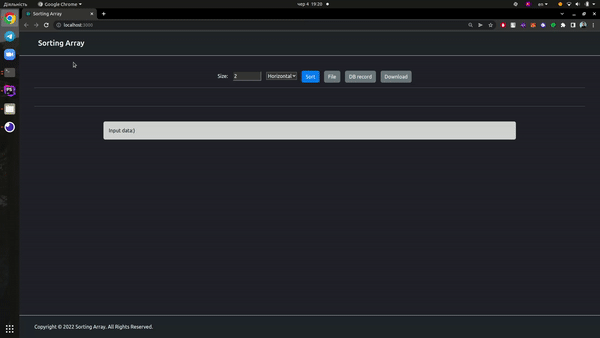 Діяльність
Google Chrome
чер 4 19:20
en
Sorting Array
localhost:8000
Sorting Array
Size:
2
Horizontal
Sort
File
DB record
Download
Input data:)
Copyright © 2022 Sorting Array. All Rights Reserved.